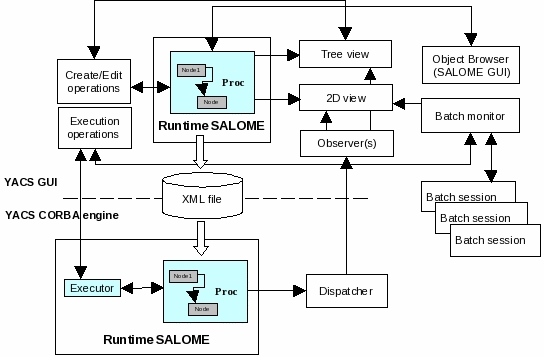 Tree view
Object Browser
(SALOME GUI)
Create/Edit
operations
Node1
Proc
Node
2D view
Runtime SALOME
Batch monitor
Execution
operations
Observer(s)
YACS GUI
XML file
YACS CORBA engine
Batch session
Batch session
Batch session
Executor
Node1
Proc
Node
Dispatcher
Runtime SALOME